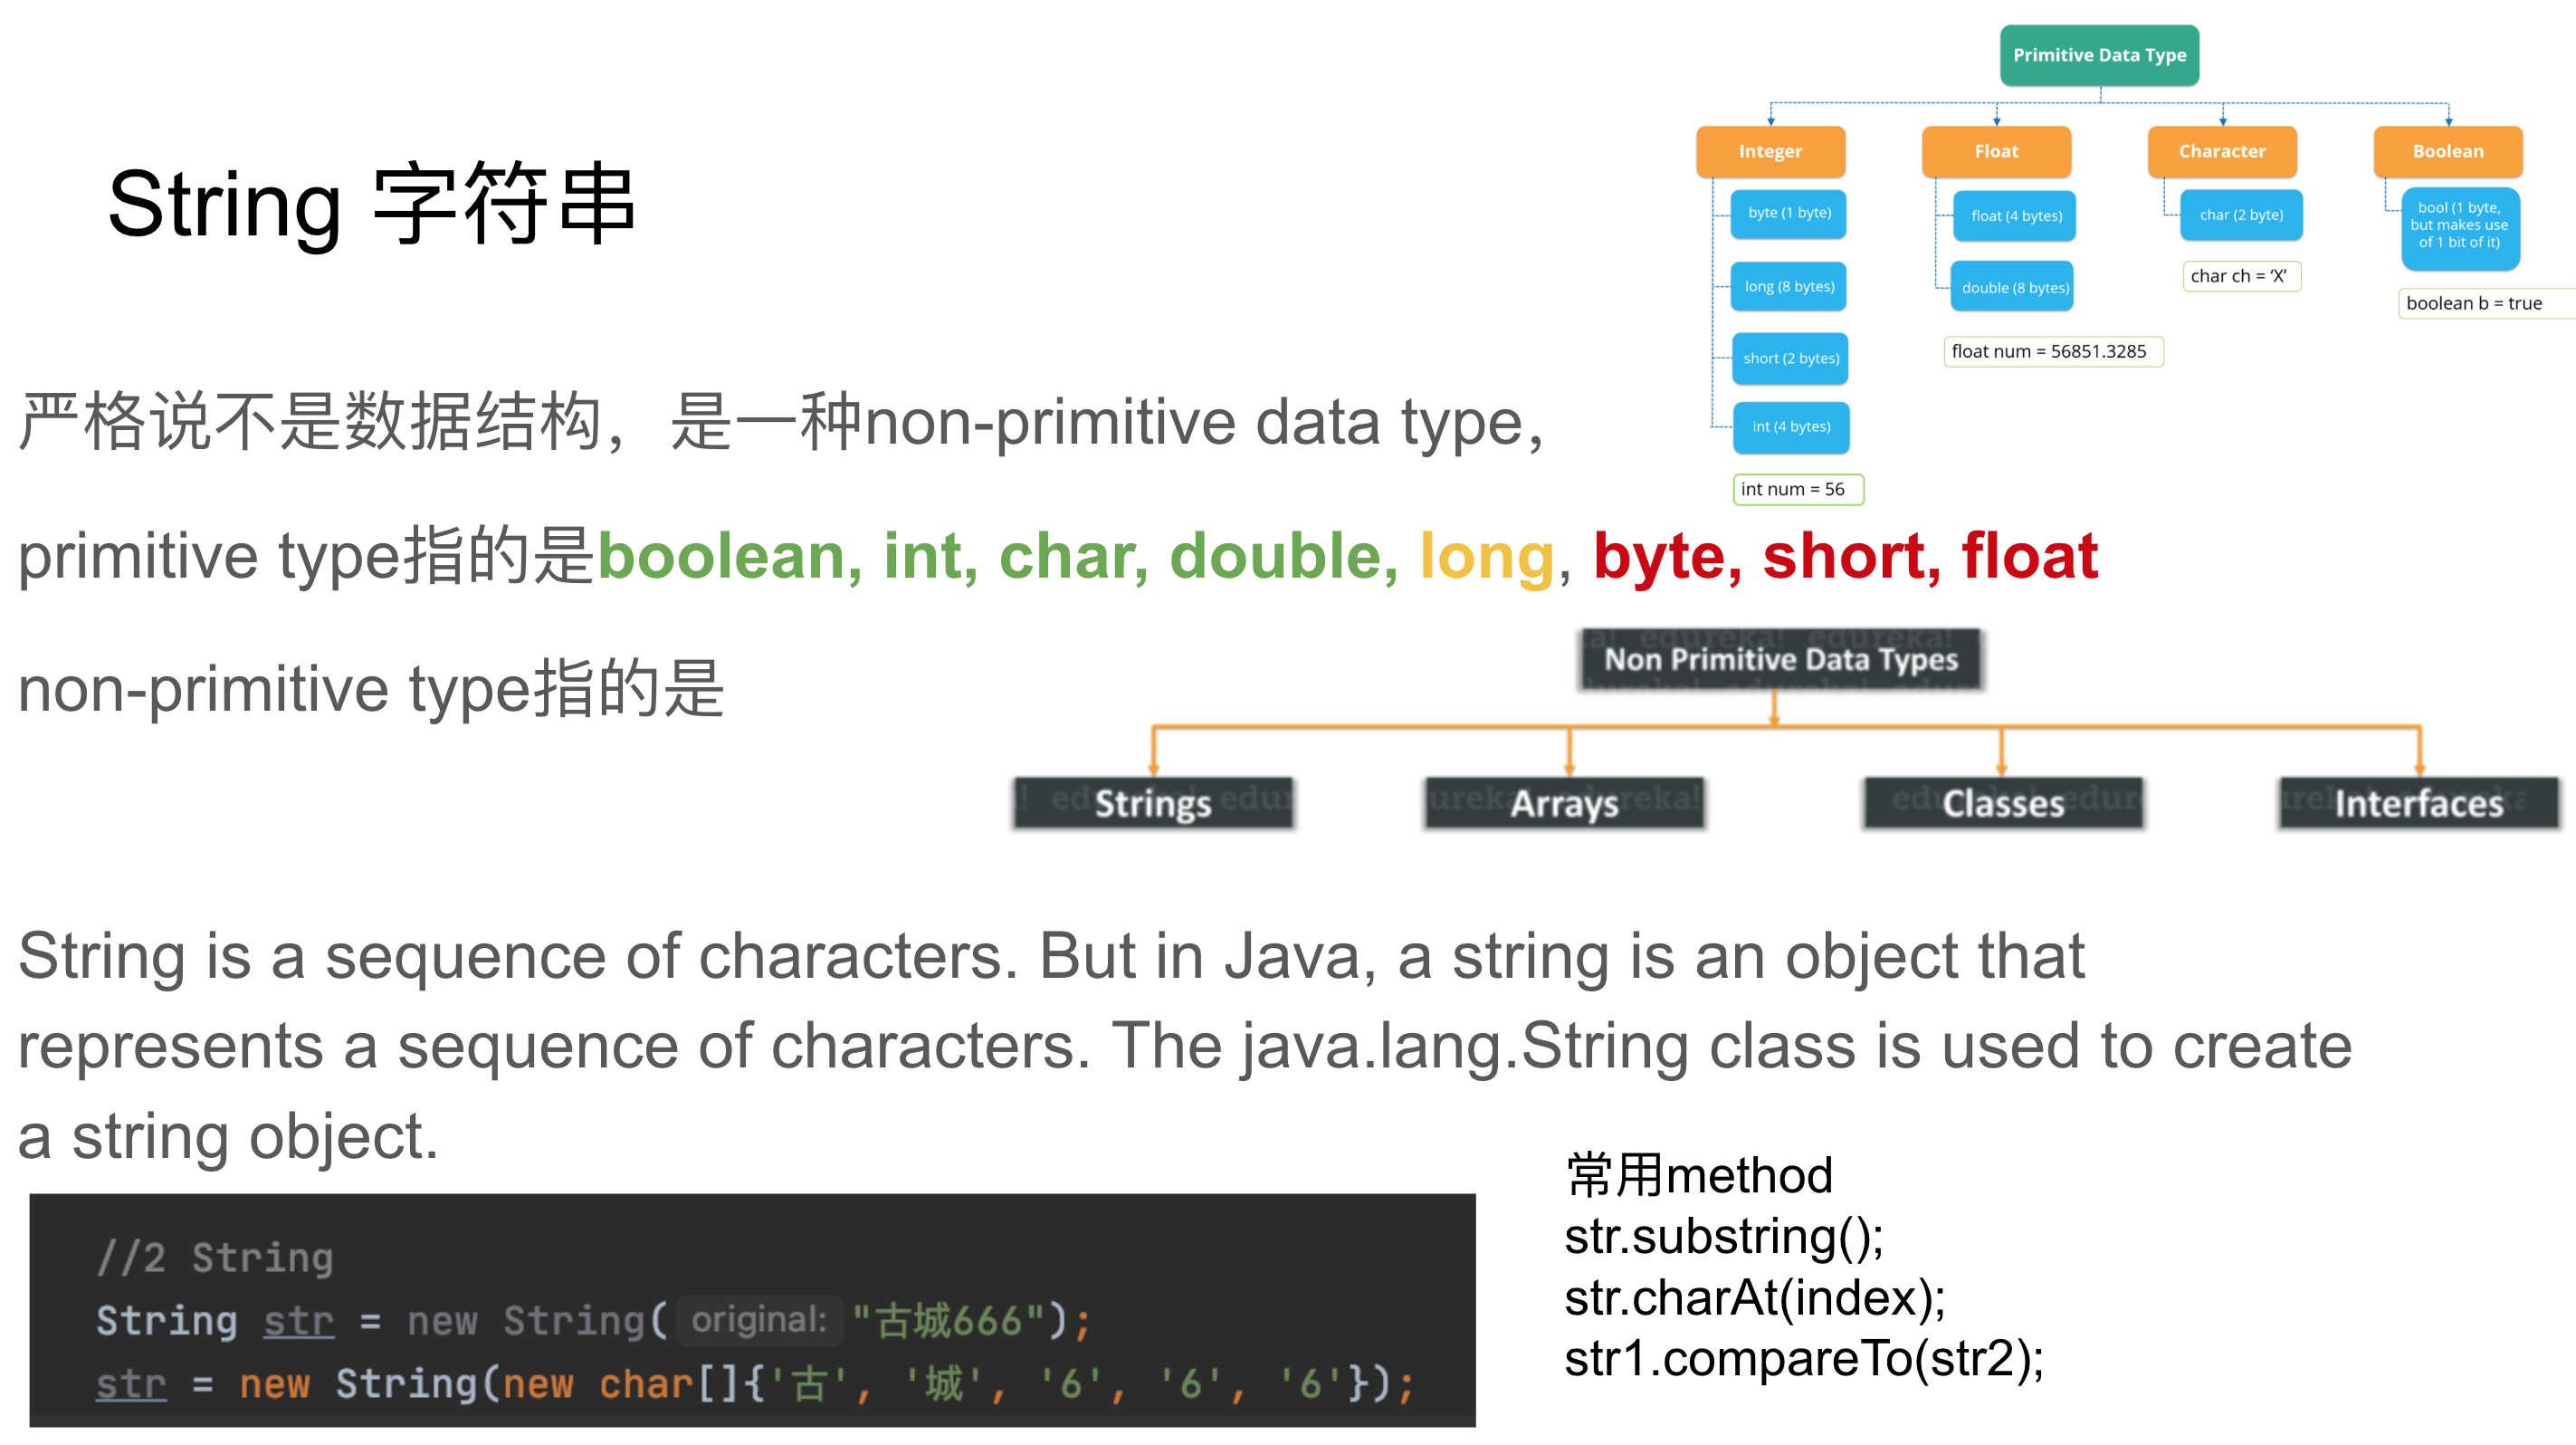 Primitive Data Type
Integer
Float
Character
Boolean
byte (1 byte)
long (8 bytes)
short (2 bytes)
int (4 bytes)
int num = 56
float (4 bytes)
double (8 bytes)
float num = 56851.3285
char (2 byte)
char ch = ‘X’
bool (1 byte,
but makes use
of 1 bit of it)
boolean b = true
String 字符串
严格说不是数据结构，是一种non-primitive data type，
primitive type指的是boolean, int, char, double, long, byte, short, float
non-primitive type指的是
Non Primitive Data Types
Strings
Arrays
Classes
Interfaces
String is a sequence of characters. But in Java, a string is an object that
represents a sequence of characters. The java.lang.String class is used to create
a string object.
//2 String
String str = new String( original: "古城666");
str = new String(new char[]{'古', '城', '6', '6', '6'});
常用method
str.substring();
str.charAt(index);
str1.compareTo(str2);